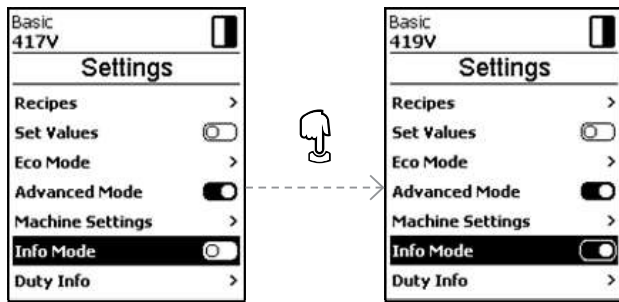 Basic
417V
Settings
Recipes
Set Values
Eco Mode
Advanced Mode
Machine Settings
Info Mode
Duty Info
Basic
419V
Settings
Recipes
Set Values
Eco Mode
Advanced Mode
Machine Settings
Info Mode
Duty Info